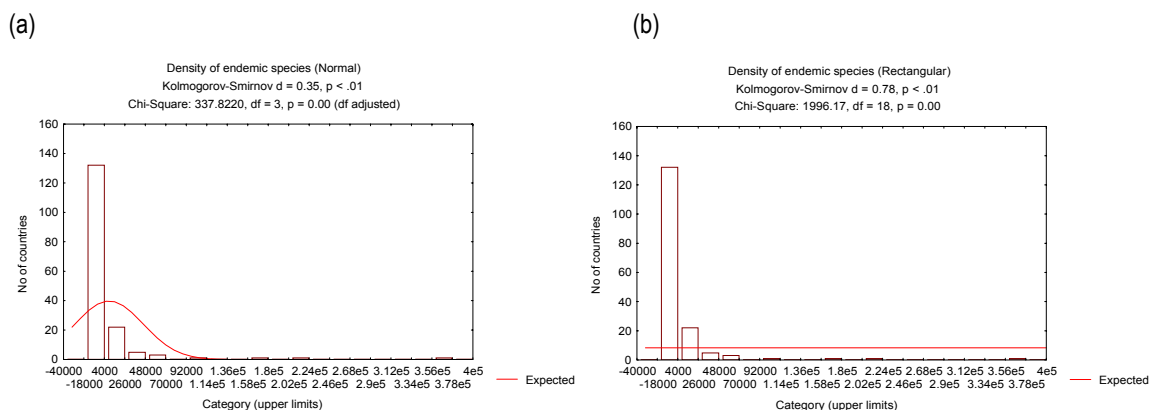 (a)
Density of endemic species (Normal)
Kolmogorov-Smirnov d = 0.35, p < .01
Chi-Square: 337.8220, df = 3, p = 0.00 (df adjusted)
160
140
120
100
80
60
40
20
0
No of countries
-40000 4000 48000 92000 1.36e5 1.8e5 2.24e5 2.68e5 3.12e5 3.56e5 4e5
-18000 26000 70000 1.14e5 1.58e5 2.02e5 2.46e5 2.9e5 3.34e5 3.78e5
Category (upper limits)
Expected
(b)
Density of endemic species (Rectangular)
Kolmogorov-Smirnov d = 0.78, p < .01
Chi-Square: 1996.17, df = 18, p = 0.00
160
140
120
100
80
60
40
20
0
No of countries
-40000 4000 48000 92000 1.36e5 1.8e5 2.24e5 2.68e5 3.12e5 3.56e5 4e5
-18000 26000 70000 1.14e5 1.58e5 2.02e5 2.46e5 2.9e5 3.34e5 3.78e5
Category (upper limits)
Expected